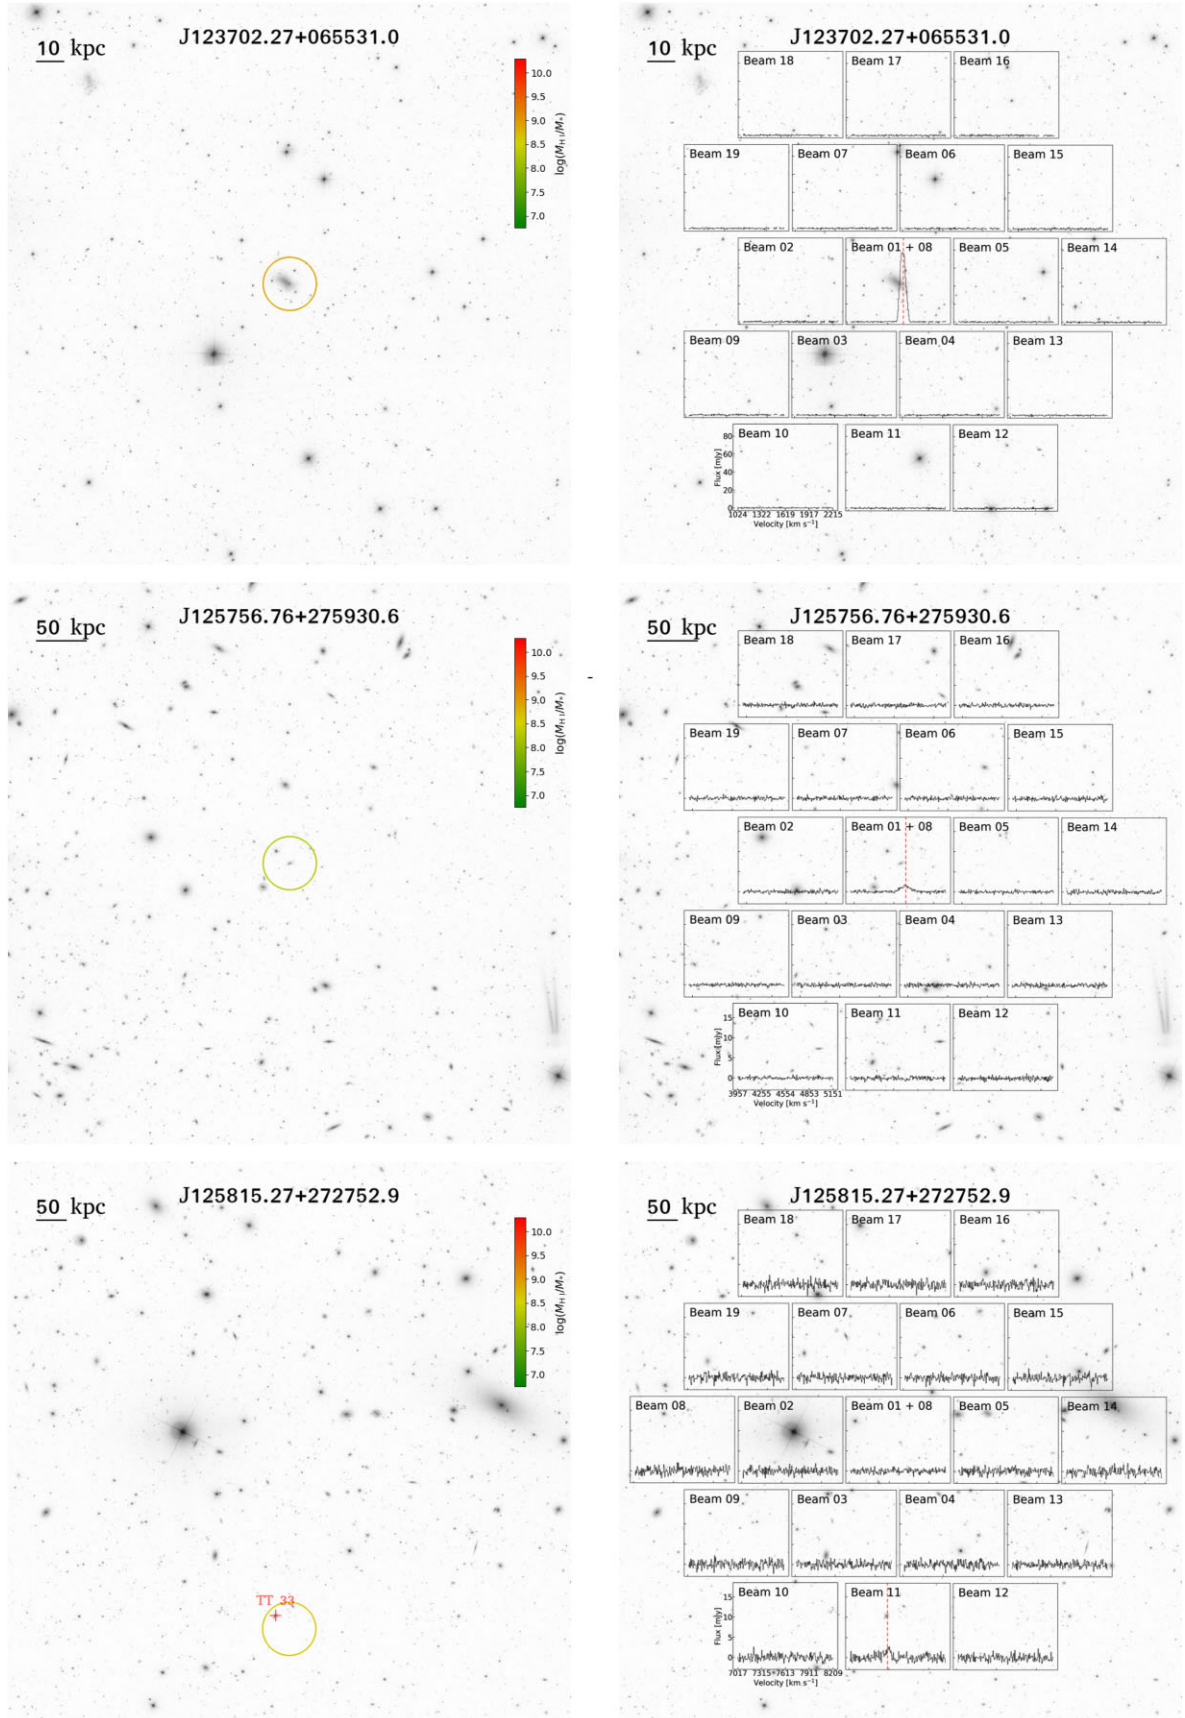 J123702.27+065531.0
10 kpc
10.0
9.5
9.0
8.5
8.0
7.5
7.0
log(M_H I/M_*)
J123702.27+065531.0
10 kpc
Beam 18 Beam 17 Beam 16
Beam 19 Beam 07 Beam 06 Beam 15
Beam 02 Beam 01 + 08 Beam 05 Beam 14
Beam 09 Beam 03 Beam 04 Beam 13
Beam 10 Beam 11 Beam 12
80
60
40
20
0
Flux [mJy]
1024 1322 1619 1917 2215
Velocity [km s⁻¹]
J125756.76+275930.6
50 kpc
10.0
9.5
9.0
8.5
8.0
7.5
7.0
log(M_H I/M_*)
-
J125756.76+275930.6
50 kpc
Beam 18 Beam 17 Beam 16
Beam 19 Beam 07 Beam 06 Beam 15
Beam 02 Beam 01 + 08 Beam 05 Beam 14
Beam 09 Beam 03 Beam 04 Beam 13
Beam 10 Beam 11 Beam 12
15
10
5
0
Flux [mJy]
3957 4255 4554 4853 5151
Velocity [km s⁻¹]
J125815.27+272752.9
50 kpc
10.0
9.5
9.0
8.5
8.0
7.5
7.0
log(M_H I/M_*)
TT 33
J125815.27+272752.9
50 kpc
Beam 18 Beam 17 Beam 16
Beam 19 Beam 07 Beam 06 Beam 15
Beam 08 Beam 02 Beam 01 + 08 Beam 05 Beam 14
Beam 09 Beam 03 Beam 04 Beam 13
Beam 10 Beam 11 Beam 12
15
10
5
0
Flux [mJy]
7017 7315 7613 7911 8209
Velocity [km s⁻¹]